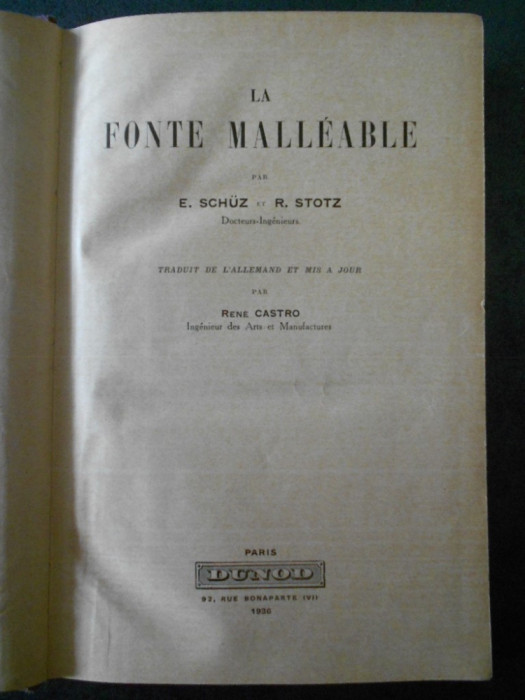 LA
FONTE MALLÉABLE
PAR
E. SCHÜZ ET R. STOTZ
Docteurs-Ingénieurs.
TRADUIT DE L'ALLEMAND ET MIS A JOUR
PAR
RENÉ CASTRO
Ingénieur des Arts et Manufactures
PARIS
DUNOD
92, RUE BONAPARTE (VI)
1936